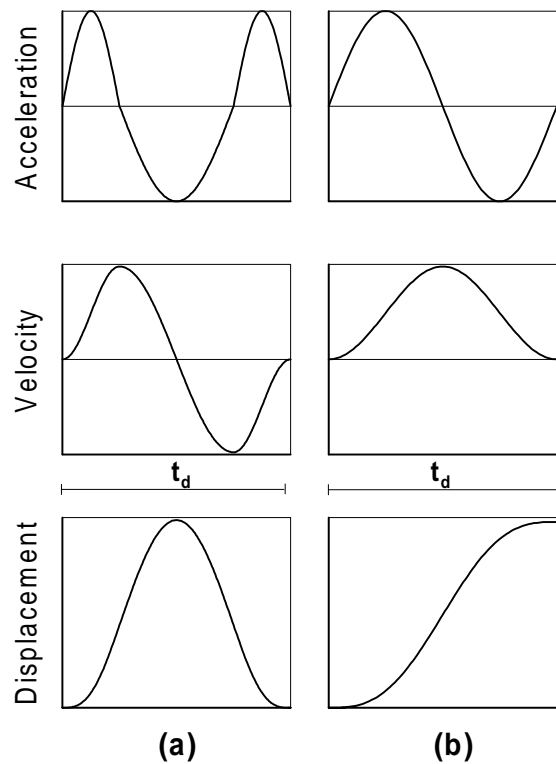 Acceleration
Velocity
t_d t_d
Displacement
(a) (b)